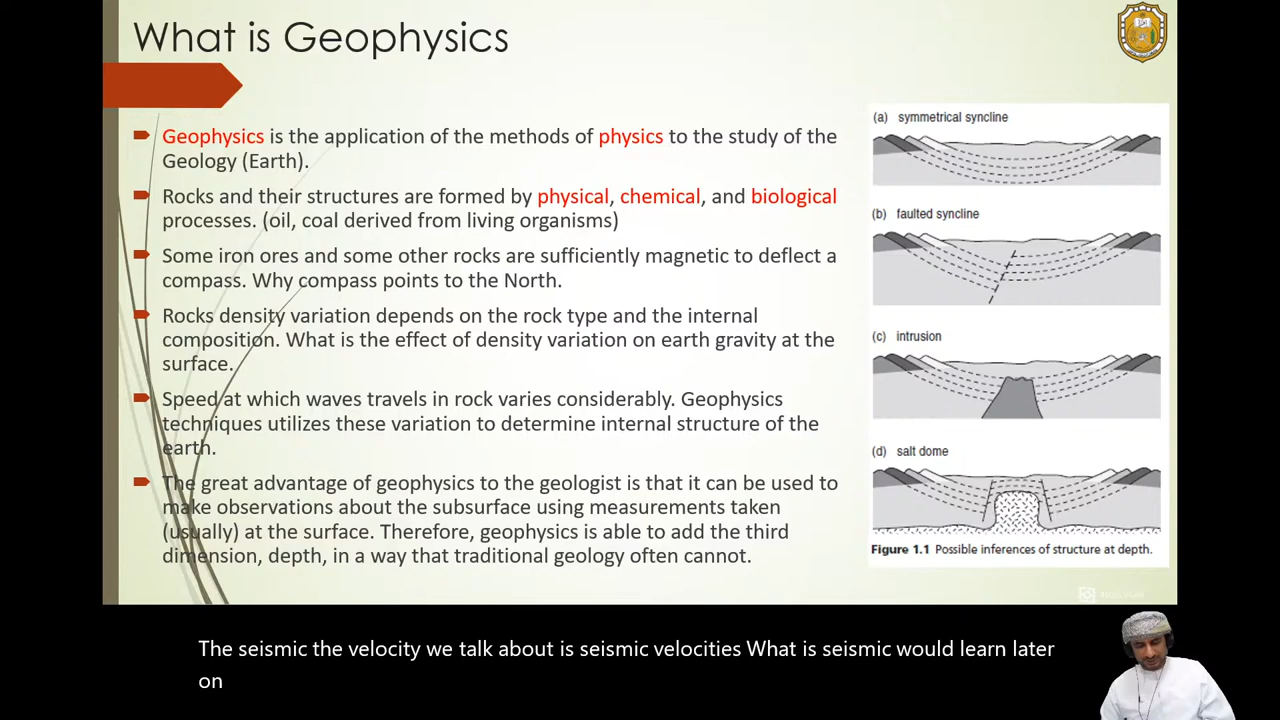 What is Geophysics
Geophysics is the application of the methods of physics to the study of the
Geology (Earth).
Rocks and their structures are formed by physical, chemical, and biological
processes. (oil, coal derived from living organisms)
Some iron ores and some other rocks are sufficiently magnetic to deflect a
compass. Why compass points to the North.
Rocks density variation depends on the rock type and the internal
composition. What is the effect of density variation on earth gravity at the
surface.
Speed at which waves travels in rock varies considerably. Geophysics
techniques utilizes these variation to determine internal structure of the
earth.
The great advantage of geophysics to the geologist is that it can be used to
make observations about the subsurface using measurements taken
(usually) at the surface. Therefore, geophysics is able to add the third
dimension, depth, in a way that traditional geology often cannot.
(a) symmetrical syncline
(b) faulted syncline
(c) intrusion
(d) salt dome
Figure 1.1 Possible inferences of structure at depth.
The seismic the velocity we talk about is seismic velocities What is seismic would learn later
on